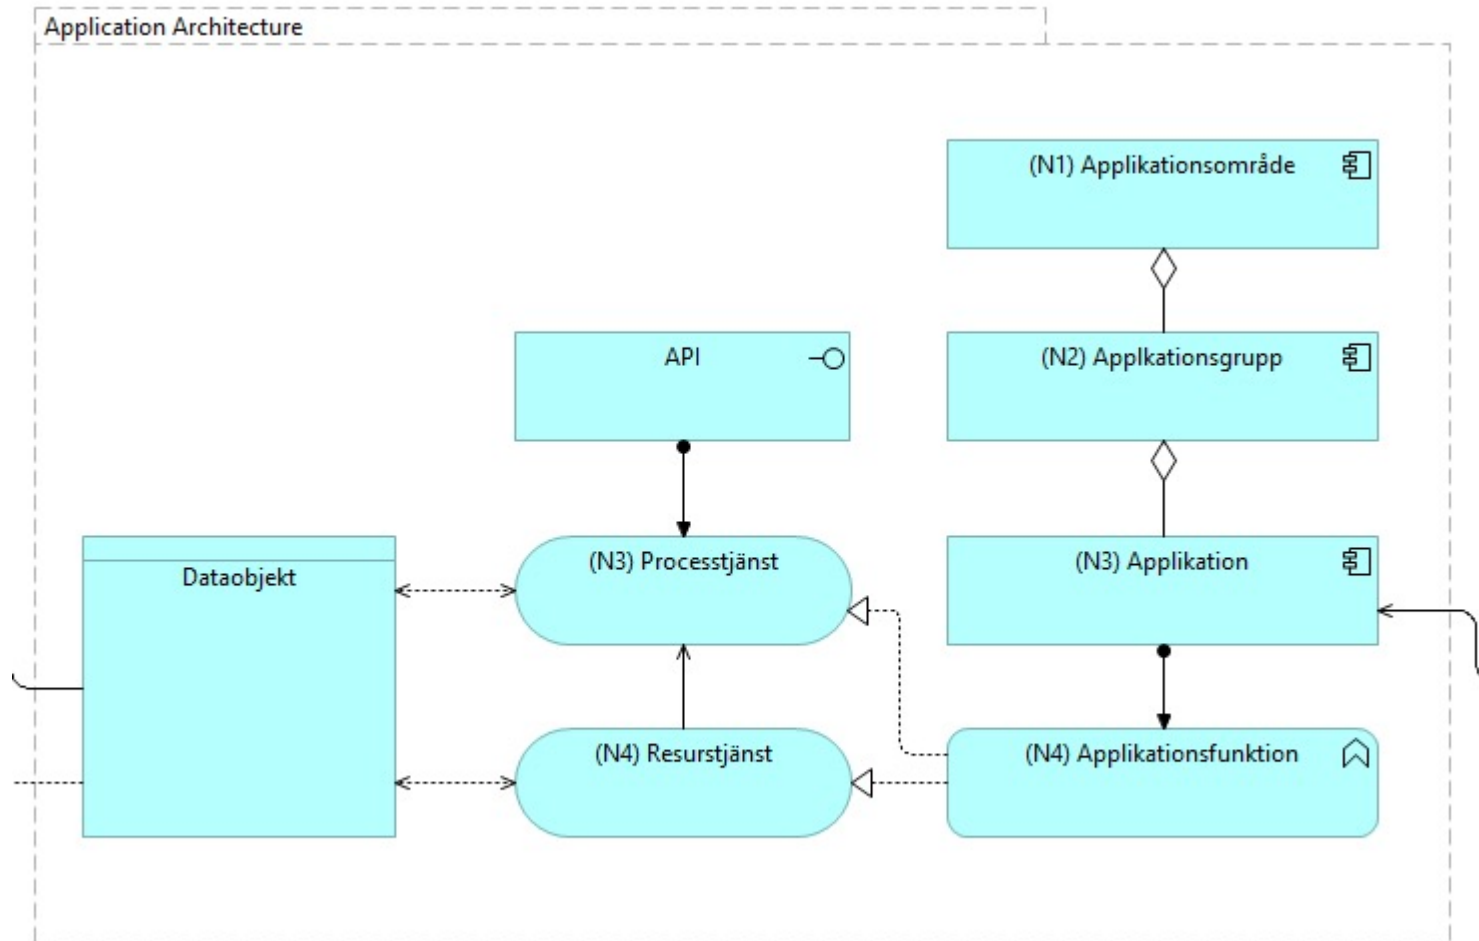 Application Architecture
(N1) Applikationsområde
API
(N2) Applkationsgrupp
Dataobjekt
(N3) Processtjänst
(N3) Applikation
(N4) Resurstjänst
(N4) Applikationsfunktion